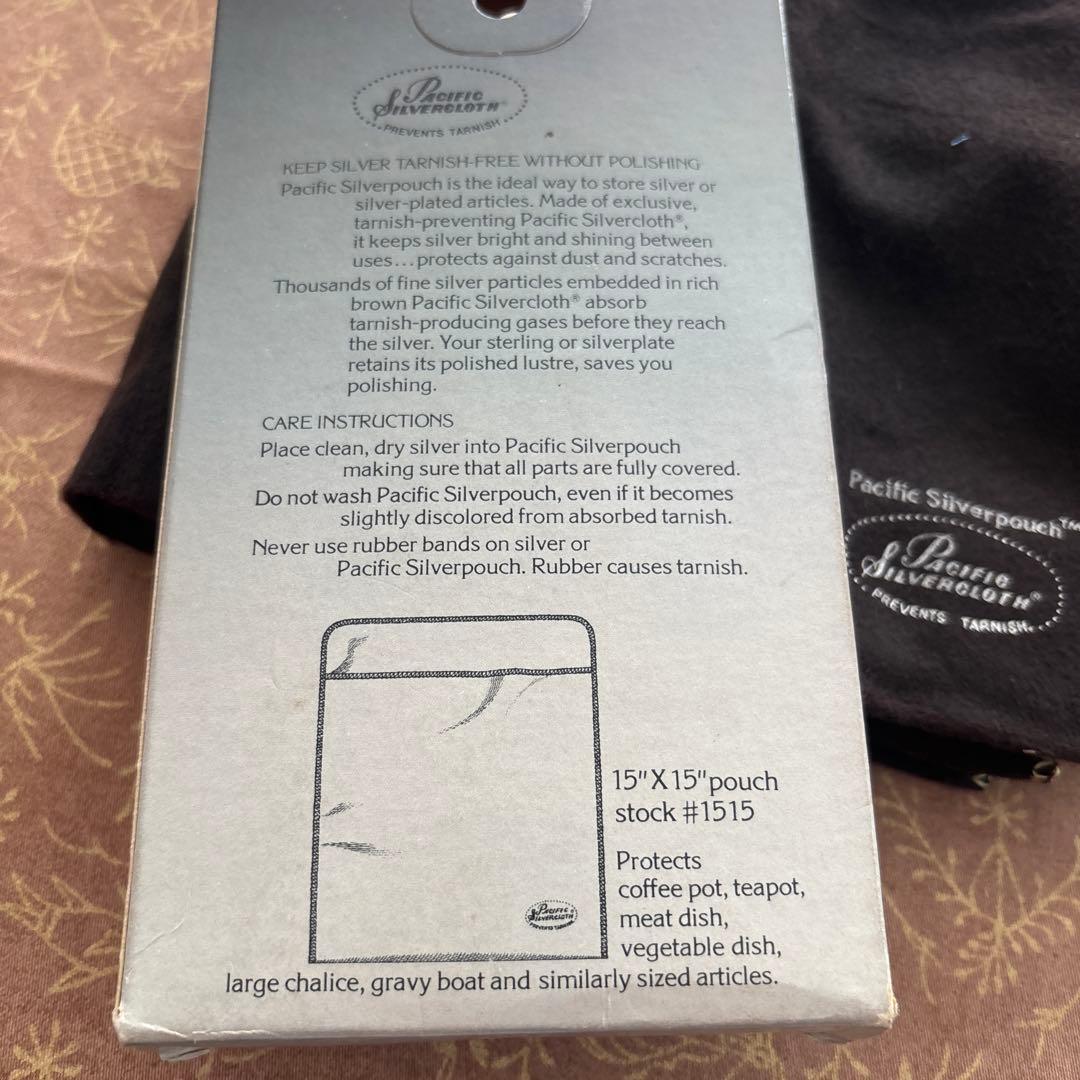 PACIFIC
SILVERCLOTH®
PREVENTS TARNISH
KEEP SILVER TARNISH-FREE WITHOUT POLISHING
Pacific Silverpouch is the ideal way to store silver or
silver-plated articles. Made of exclusive,
tarnish-preventing Pacific Silvercloth®,
it keeps silver bright and shining between
uses...protects against dust and scratches.
Thousands of fine silver particles embedded in rich
brown Pacific Silvercloth® absorb
tarnish-producing gases before they reach
the silver. Your sterling or silverplate
retains its polished lustre, saves you
polishing.
CARE INSTRUCTIONS
Place clean, dry silver into Pacific Silverpouch
making sure that all parts are fully covered.
Do not wash Pacific Silverpouch, even if it becomes
slightly discolored from absorbed tarnish.
Never use rubber bands on silver or
Pacific Silverpouch. Rubber causes tarnish.
15"X15"pouch
stock #1515
Protects
coffee pot, teapot,
meat dish,
vegetable dish,
large chalice, gravy boat and similarly sized articles.
PACIFIC
SILVERCLOTH
PREVENTS TARNISH
Pacific Silverpouch™
PACIFIC
SILVERCLOTH®
PREVENTS TARNISH